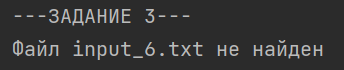 ---ЗАДАНИЕ 3---
Файл input_6.txt не найден